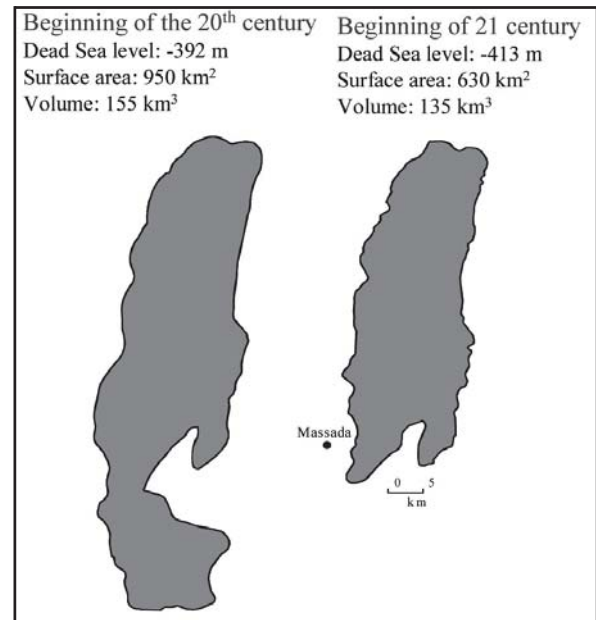 Beginning of the 20th century
Dead Sea level: -392 m
Surface area: 950 km²
Volume: 155 km³
Beginning of 21 century
Dead Sea level: -413 m
Surface area: 630 km²
Volume: 135 km³
Massada
0 5
km